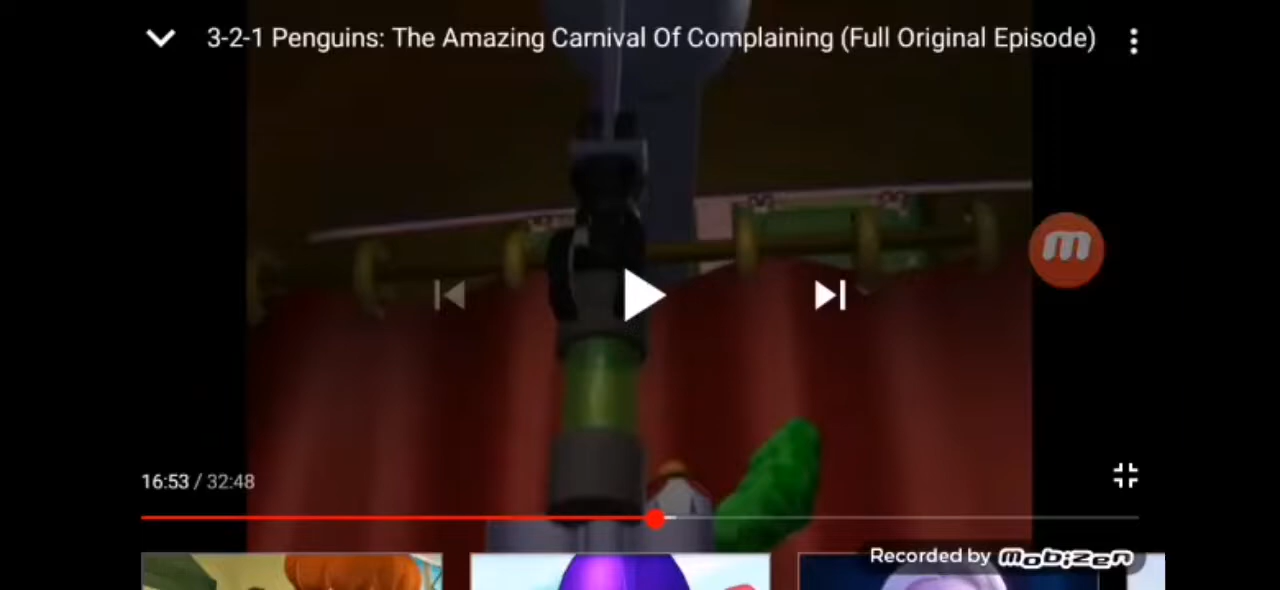 3-2-1 Penguins: The Amazing Carnival Of Complaining (Full Original Episode)
m
16:53 / 32:48
Recorded by mobizen